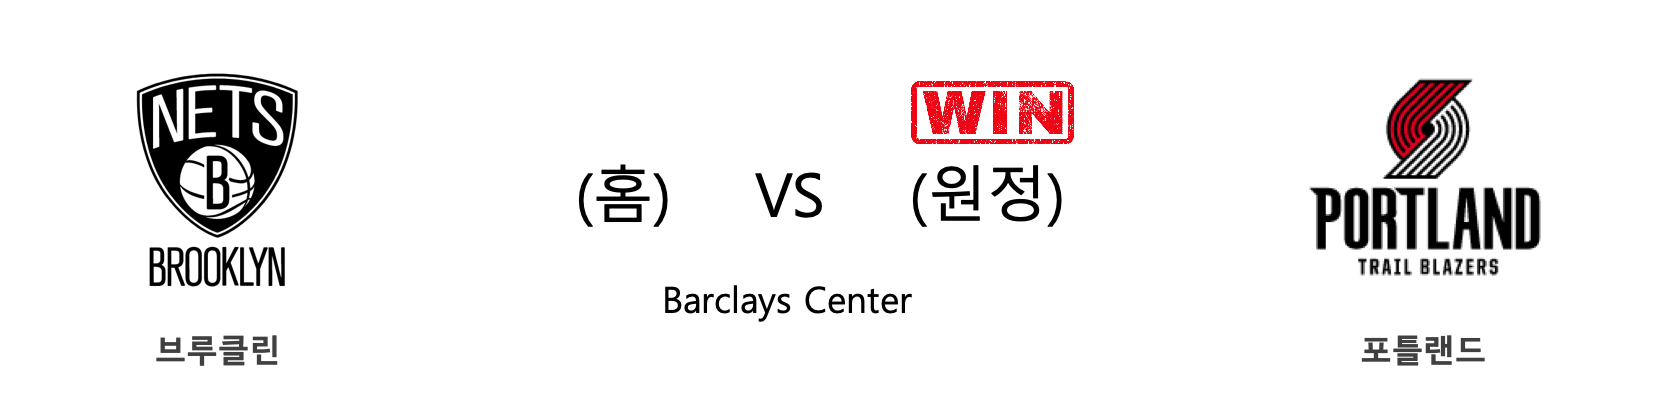 NETS
B
BROOKLYN
브루클린
WIN
(홈) VS (원정)
Barclays Center
PORTLAND
TRAIL BLAZERS
포틀랜드